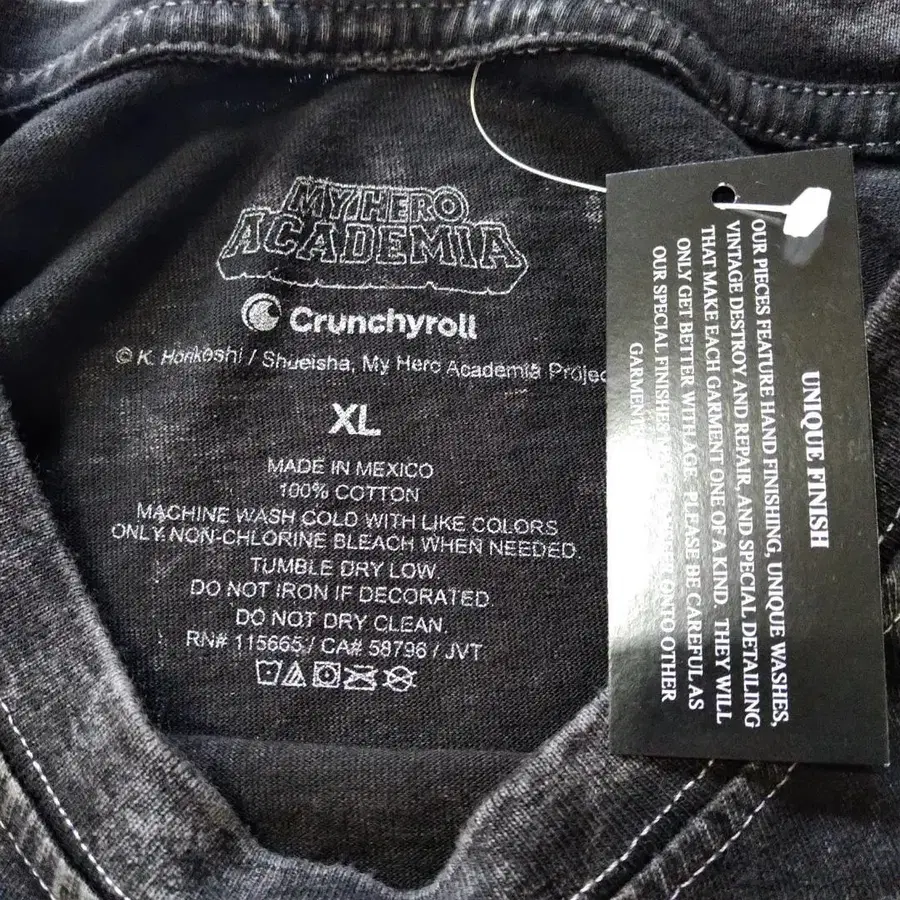 MY HERO
ACADEMIA
Crunchyroll
© K. Horikoshi / Shueisha, My Hero Academia
XL
MADE IN MEXICO
100% COTTON
MACHINE WASH COLD WITH LIKE COLORS
ONLY NON-CHLORINE BLEACH WHEN NEEDED.
TUMBLE DRY LOW.
DO NOT IRON IF DECORATED.
DO NOT DRY CLEAN.
RN# 115665 / CA# 58796 / JVT
UNIQUE FINISH
OUR PIECES FEATURE HAND FINISHING, UNIQUE WASHES,
VINTAGE DESTROY AND REPAIR, AND SPECIAL DETAILING
THAT MAKE EACH GARMENT ONE OF A KIND. THEY WILL
ONLY GET BETTER WITH AGE. PLEASE BE CAREFUL AS
OUR SPECIAL FINISHES ONTO OTHER